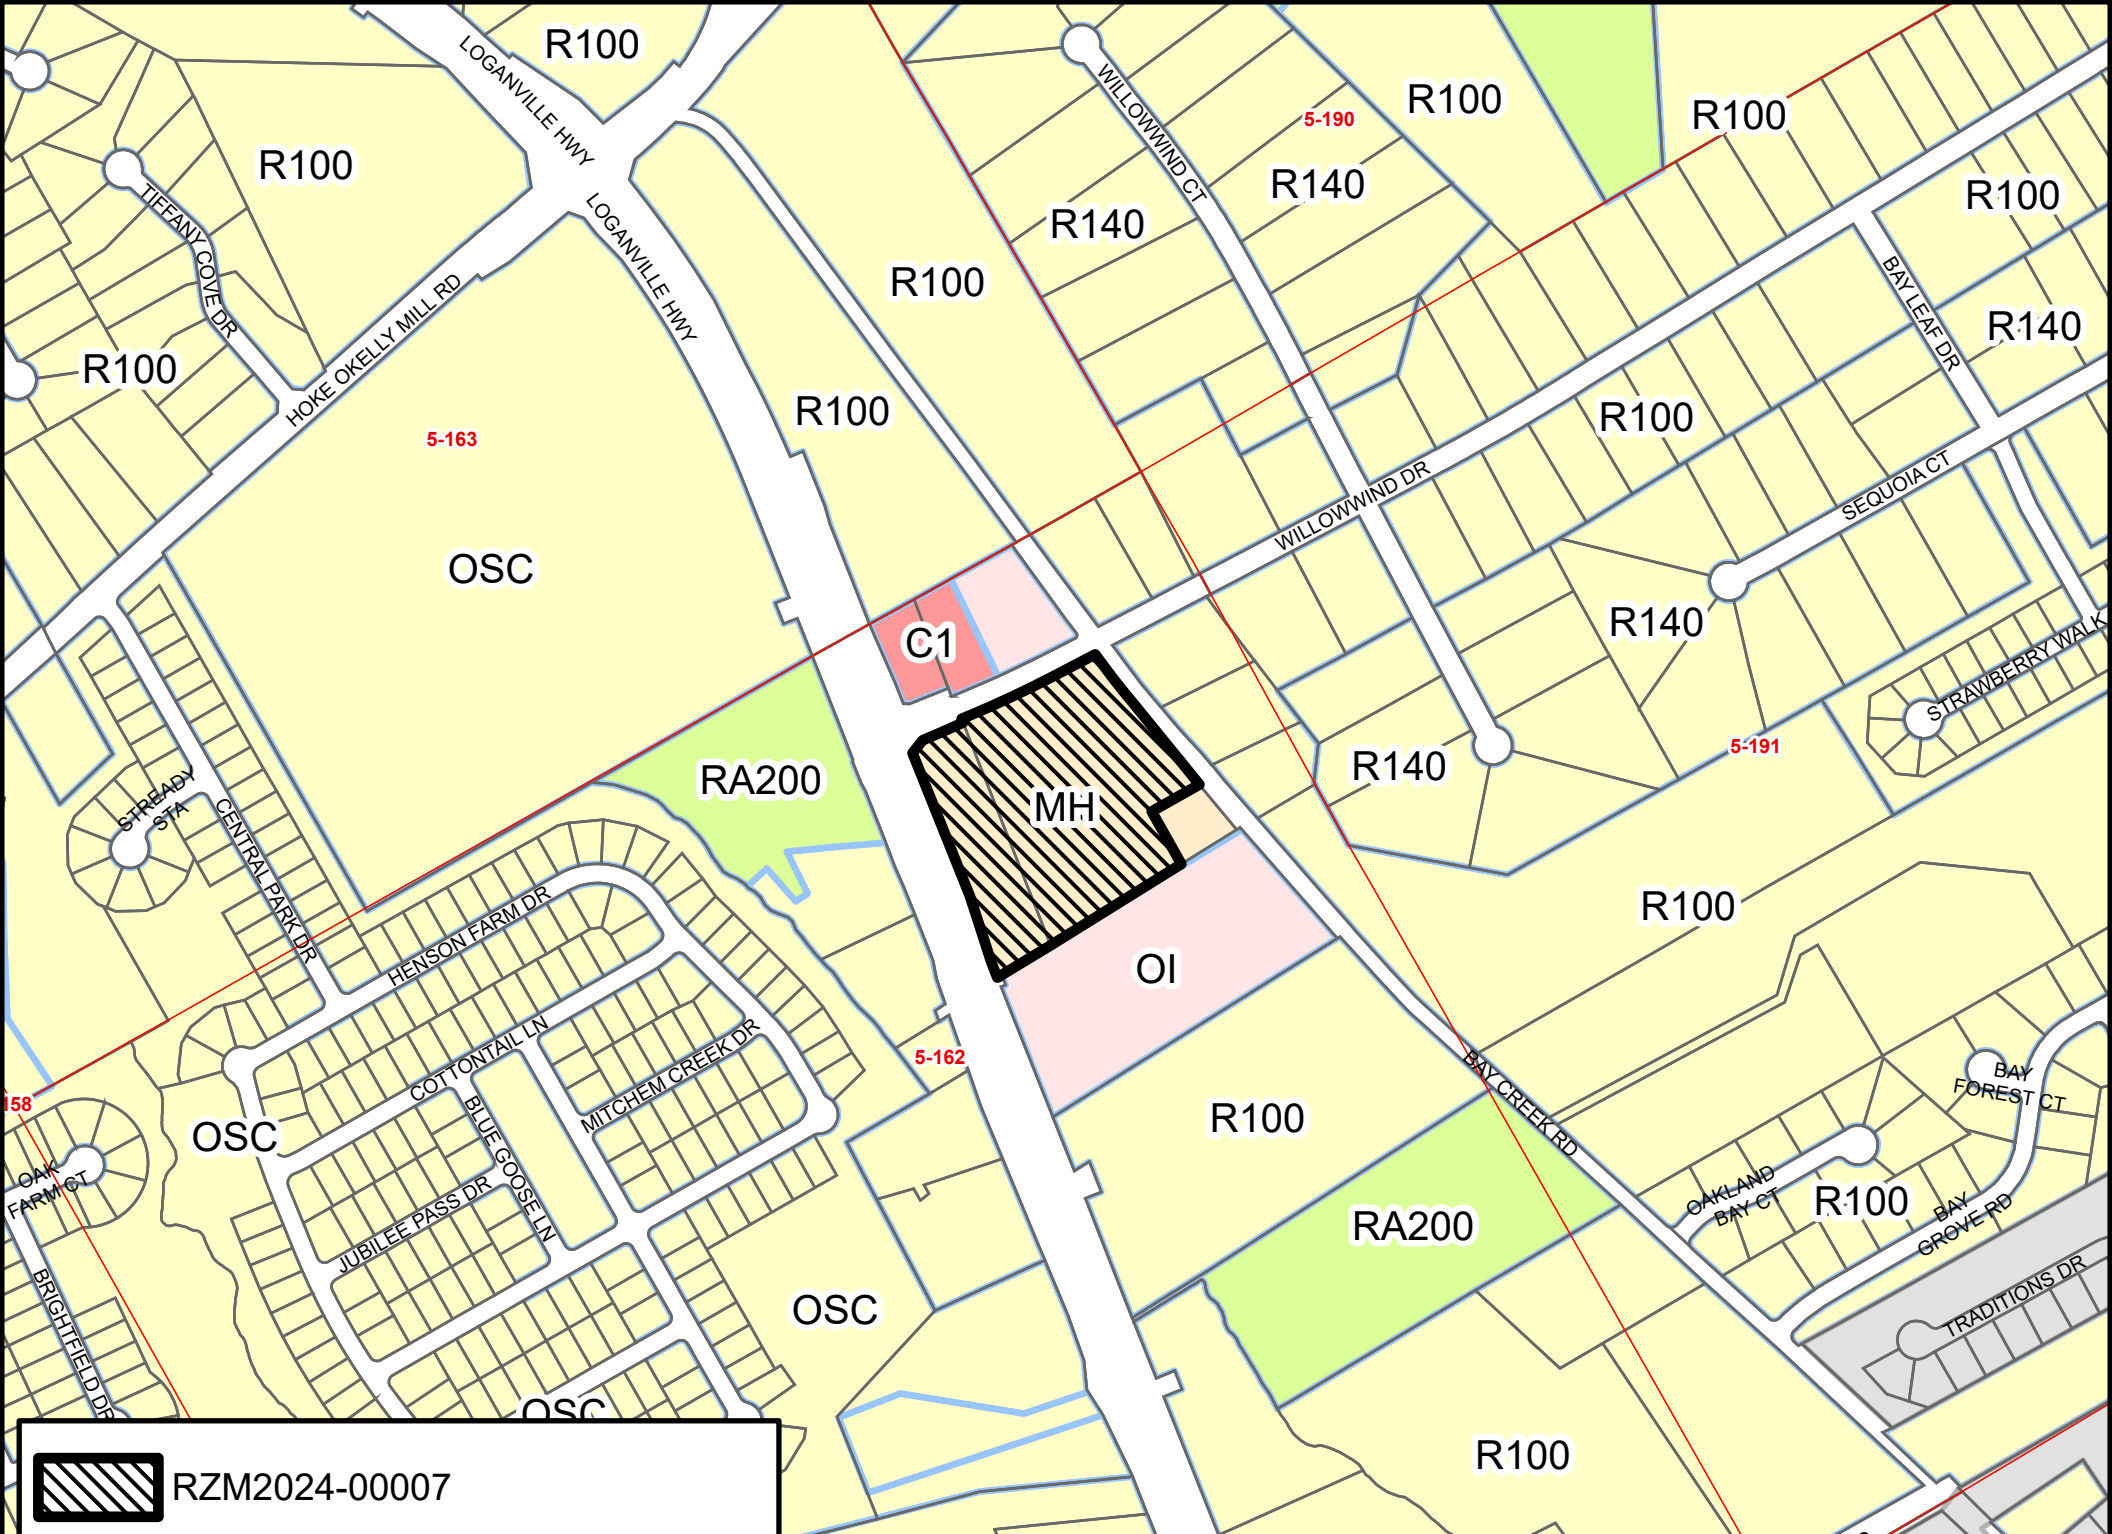 R100
LOGANVILLE HWY
R100
WILLOWWIND CT
R100
5-190
R100
R140
R100
R140
TIFFANY COVE DR
LOGANVILLE HWY
R100
BAY LEAF DR
R140
HOKE OKELLY MILL RD
R100
R100
R100
5-163
WILLOWWIND DR
SEQUOIA CT
OSC
C1
R140
STRAWBERRY WALK
RA200
R140
5-191
MH
STREADY
STA
CENTRAL PARK DR
HENSON FARM DR
R100
OI
COTTONTAIL LN
MITCHEM CREEK DR
5-162
BAY CREEK RD
BAY
FOREST CT
158
OSC
BLUE GOOSE LN
R100
OAK
FARM CT
JUBILEE PASS DR
OAKLAND
BAY CT
R100
BAY
GROVE RD
RA200
BRIGHTFIELD DR
OSC
TRADITIONS DR
OSC
R100
RZM2024-00007